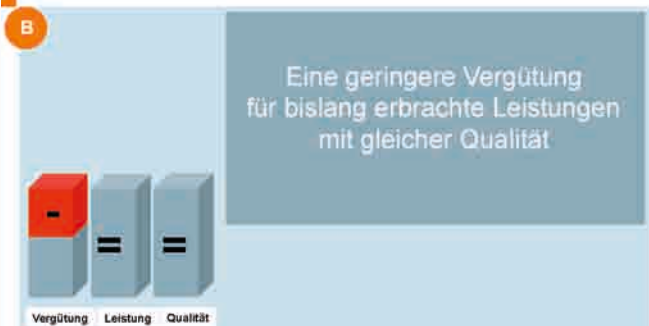 B
Eine geringere Vergütung
für bislang erbrachte Leistungen
mit gleicher Qualität
- = =
Vergütung Leistung Qualität